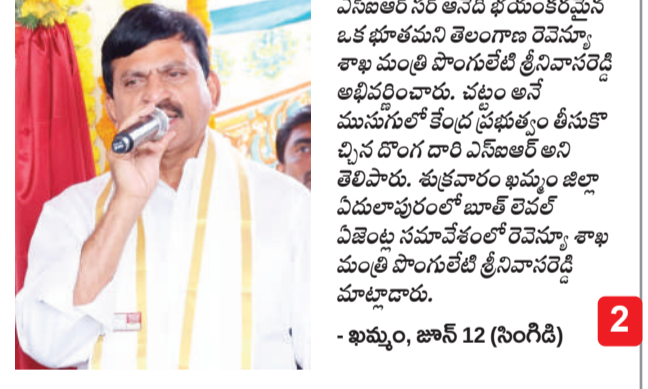 ఎస్ఐఆర్ సర్ అనేది భయంకరమైన
ఒక భూతమని తెలంగాణ రెవెన్యూ
శాఖ మంత్రి పొంగులేటి శ్రీనివాసరెడ్డి
అభివర్ణించారు. చట్టం అనే
ముసుగులో కేంద్ర ప్రభుత్వం తీసుకొ
చ్చిన దొంగ దారి ఎస్ఐఆర్ అని
తెలిపారు. శుక్రవారం ఖమ్మం జిల్లా
ఏదులాపురంలో బూత్ లెవల్
ఏజెంట్ల సమావేశంలో రెవెన్యూ శాఖ
మంత్రి పొంగులేటి శ్రీనివాసరెడ్డి
మాట్లాడారు.
- ఖమ్మం, జూన్ 12 (సింగిడి)
2